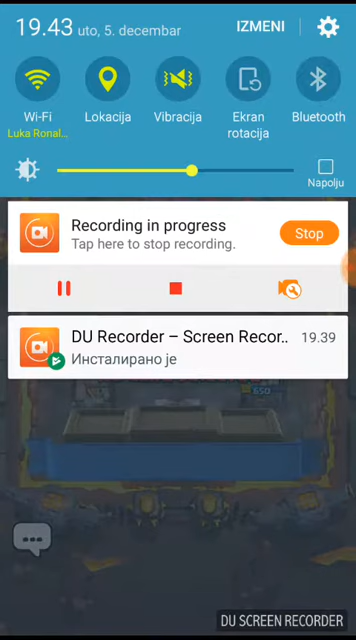 19.43 uto, 5. decembar
IZMENI
Wi-Fi
Luka Ronal...
Lokacija
Vibracija
Ekran
rotacija
Bluetooth
Napolju
Recording in progress
Tap here to stop recording.
Stop
DU Recorder – Screen Recor..
19.39
Инсталирано је
DU SCREEN RECORDER